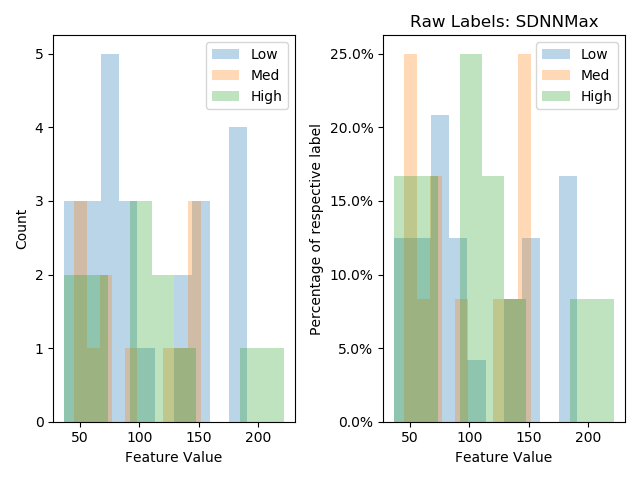 Raw Labels: SDNNMax
5
4
3
2
1
0
Count
50
100
150
200
Feature Value
Low
Med
High
25.0%
20.0%
15.0%
10.0%
5.0%
0.0%
Percentage of respective label
50
100
150
200
Feature Value
Low
Med
High